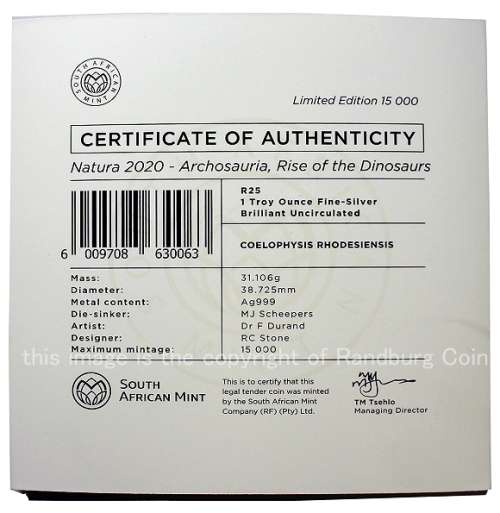 SOUTH AFRICAN MINT
Limited Edition 15 000
CERTIFICATE OF AUTHENTICITY
Natura 2020 - Archosauria, Rise of the Dinosaurs
R25
1 Troy Ounce Fine-Silver
Brilliant Uncirculated
COELOPHYSIS RHODESIENSIS
6 009708 630063
Mass: 31.106g
Diameter: 38.725mm
Metal content: Ag999
Die-sinker: MJ Scheepers
Artist: Dr F Durand
Designer: RC Stone
Maximum mintage: 15 000
this image is the copyright of Randburg Coin
SOUTH
AFRICAN MINT
This is to certify that this
legal tender coin was minted
by the South African Mint
Company (RF) (Pty) Ltd.
TM Tsehlo
Managing Director